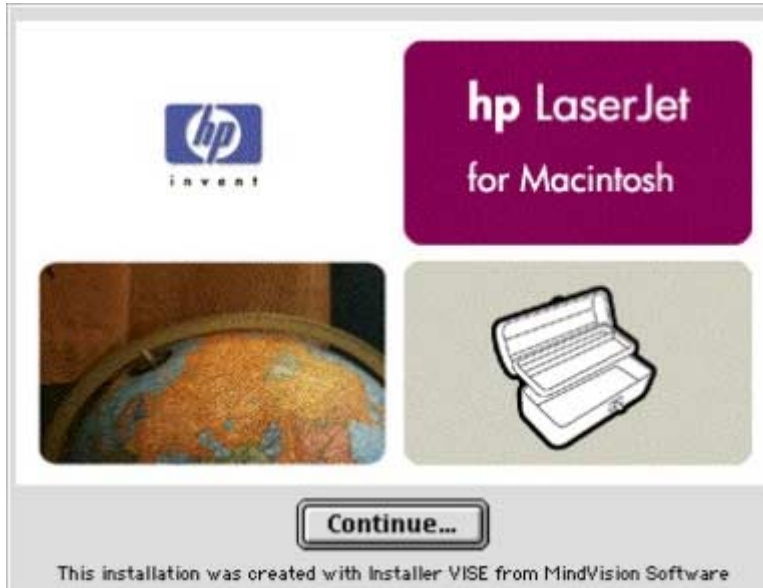 hp
invent
hp LaserJet
for Macintosh
Continue...
This installation was created with Installer VISE from MindVision Software